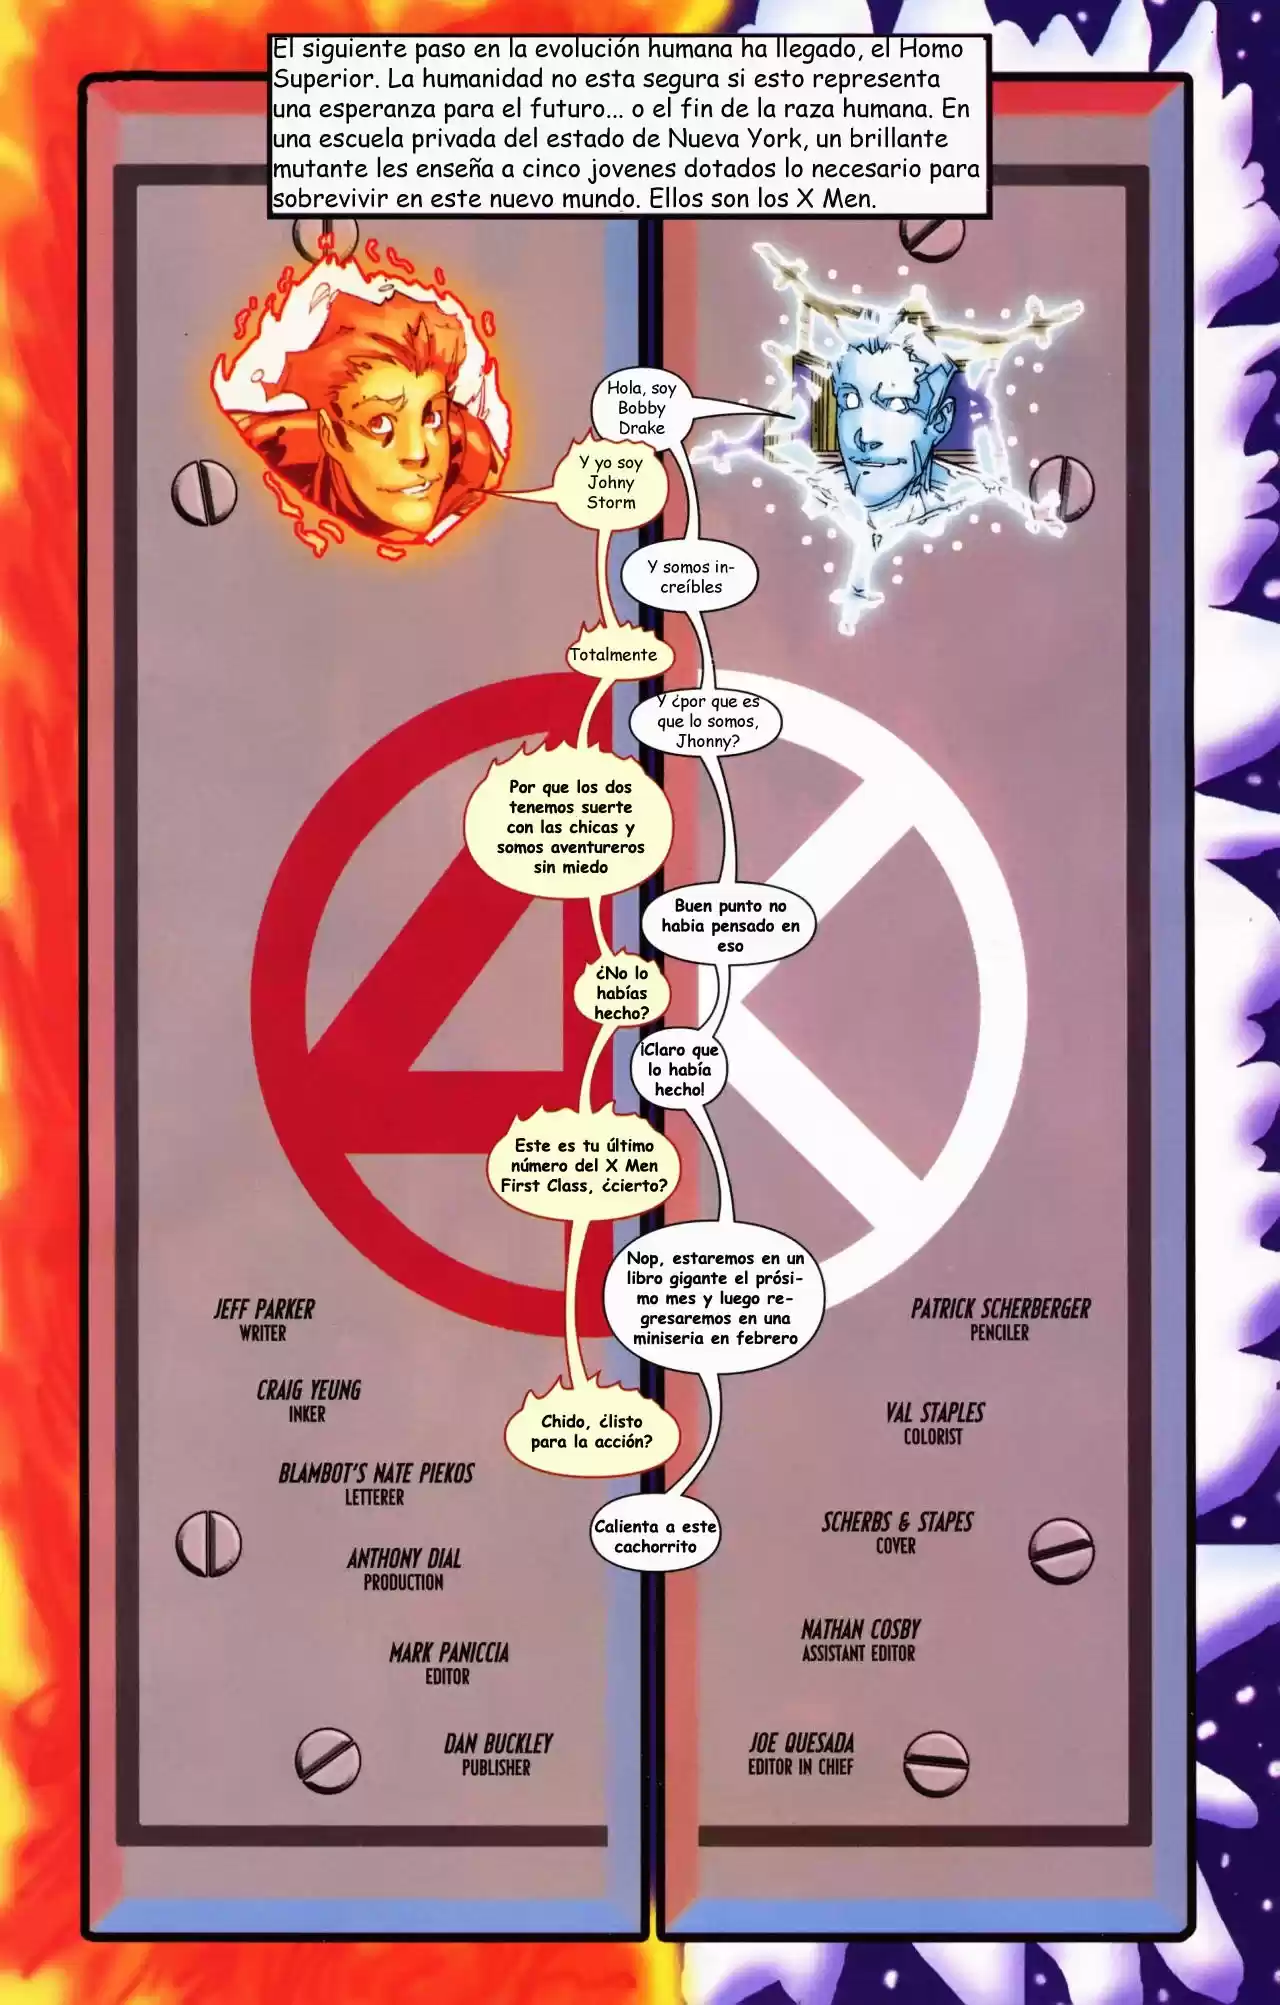 El siguiente paso en la evolución humana ha llegado, el Homo
Superior. La humanidad no esta segura si esto representa
una esperanza para el futuro... o el fin de la raza humana. En
una escuela privada del estado de Nueva York, un brillante
mutante les enseña a cinco jovenes dotados lo necesario para
sobrevivir en este nuevo mundo. Ellos son los X Men.
Hola, soy
Bobby
Drake
Y yo soy
Johny
Storm
Y somos in-
creíbles
Totalmente
Y ¿por que es
que lo somos,
Jhonny?
Por que los dos
tenemos suerte
con las chicas y
somos aventureros
sin miedo
Buen punto no
habia pensado en
eso
¿No lo
habías
hecho?
¡Claro que
lo había
hecho!
Este es tu último
número del X Men
First Class, ¿cierto?
Nop, estaremos en un
libro gigante el prósi-
mo mes y luego re-
gresaremos en una
miniseria en febrero
Chido, ¿listo
para la acción?
Calienta a este
cachorrito
JEFF PARKER
WRITER
CRAIG YEUNG
INKER
BLAMBOT'S NATE PIEKOS
LETTERER
ANTHONY DIAL
PRODUCTION
MARK PANICCIA
EDITOR
DAN BUCKLEY
PUBLISHER
PATRICK SCHERBERGER
PENCILER
VAL STAPLES
COLORIST
SCHERBS & STAPES
COVER
NATHAN COSBY
ASSISTANT EDITOR
JOE QUESADA
EDITOR IN CHIEF